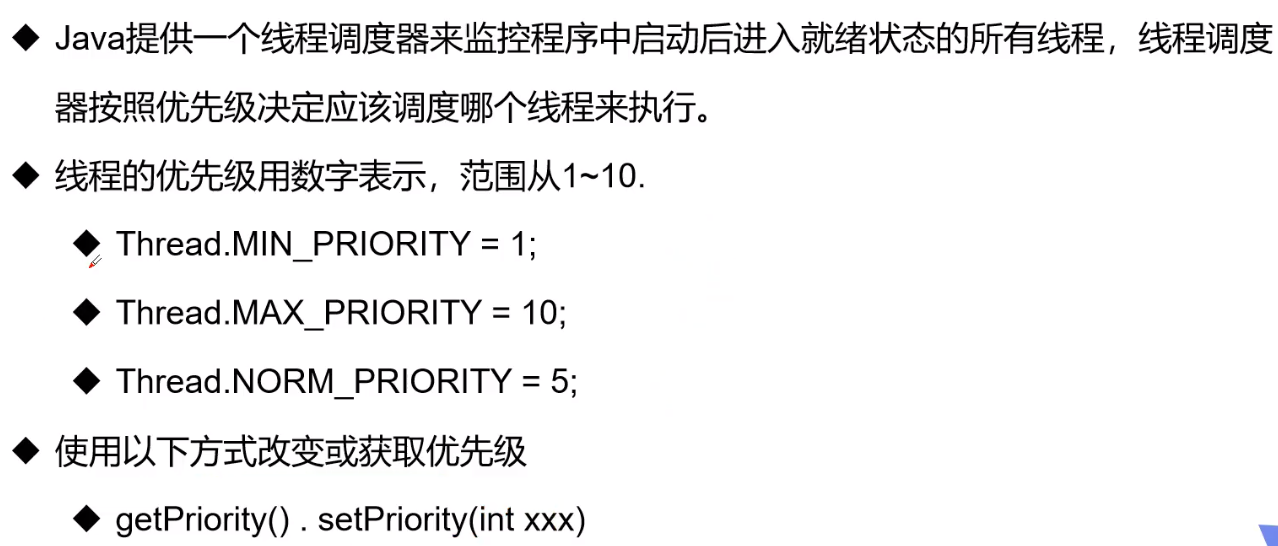 Java提供一个线程调度器来监控程序中启动后进入就绪状态的所有线程，线程调度
器按照优先级决定应该调度哪个线程来执行。
线程的优先级用数字表示，范围从1~10.
Thread.MIN_PRIORITY = 1;
Thread.MAX_PRIORITY = 10;
Thread.NORM_PRIORITY = 5;
使用以下方式改变或获取优先级
getPriority() . setPriority(int xxx)